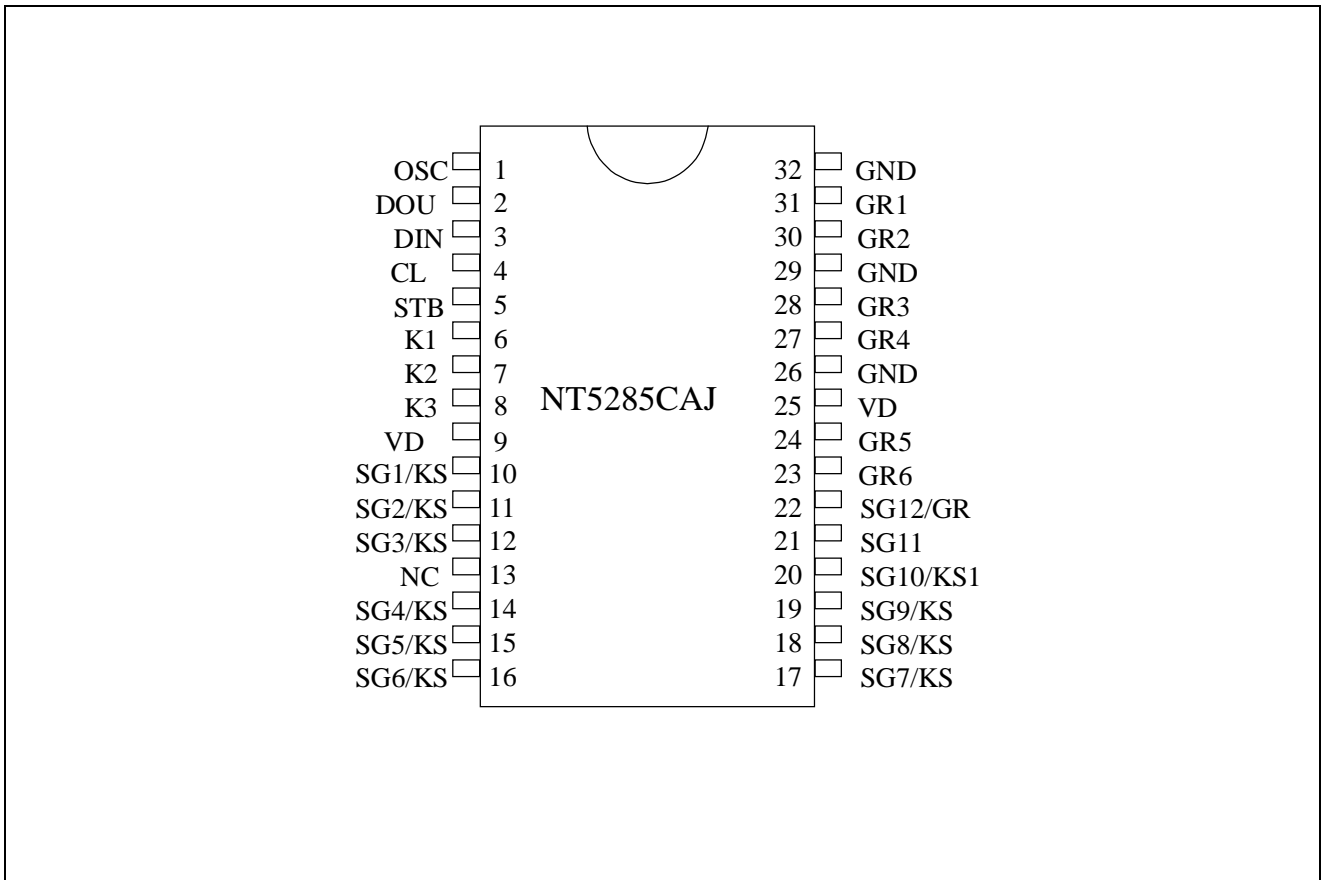 OSC 1 32 GND
DOU 2 31 GR1
DIN 3 30 GR2
CL 4 29 GND
STB 5 28 GR3
K1 6 27 GR4
K2 7 26 GND
K3 8 NT5285CAJ 25 VD
VD 9 24 GR5
SG1/KS 10 23 GR6
SG2/KS 11 22 SG12/GR
SG3/KS 12 21 SG11
NC 13 20 SG10/KS1
SG4/KS 14 19 SG9/KS
SG5/KS 15 18 SG8/KS
SG6/KS 16 17 SG7/KS